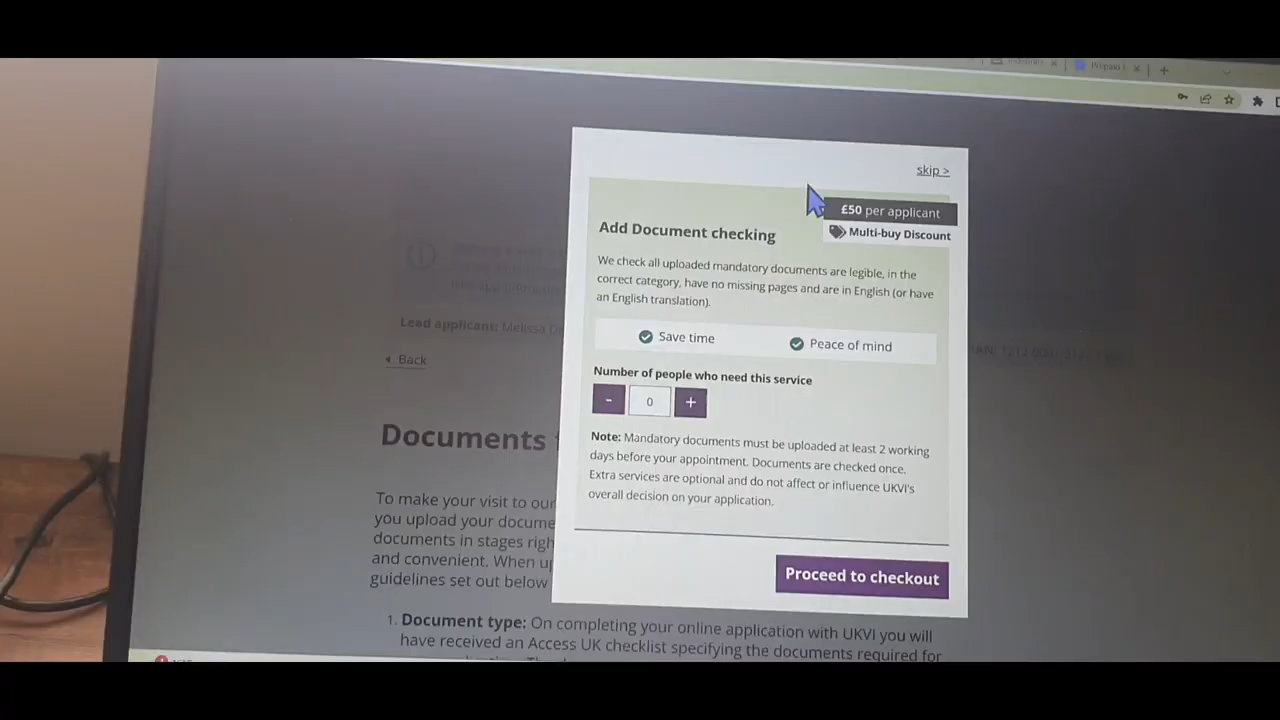 skip >
£50 per applicant
Add Document checking
Multi-buy Discount
We check all uploaded mandatory documents are legible, in the
correct category, have no missing pages and are in English (or have
an English translation).
Save time
Peace of mind
Number of people who need this service
- 0 +
Note: Mandatory documents must be uploaded at least 2 working
days before your appointment. Documents are checked once.
Extra services are optional and do not affect or influence UKVI's
overall decision on your application.
Proceed to checkout
Lead applicant: Melissa
Back
Documents
To make your visit to our
you upload your docume
documents in stages righ
and convenient. When up
guidelines set out below
1. Document type: On completing your online application with UKVI you will
have received an Access UK checklist specifying the documents required for